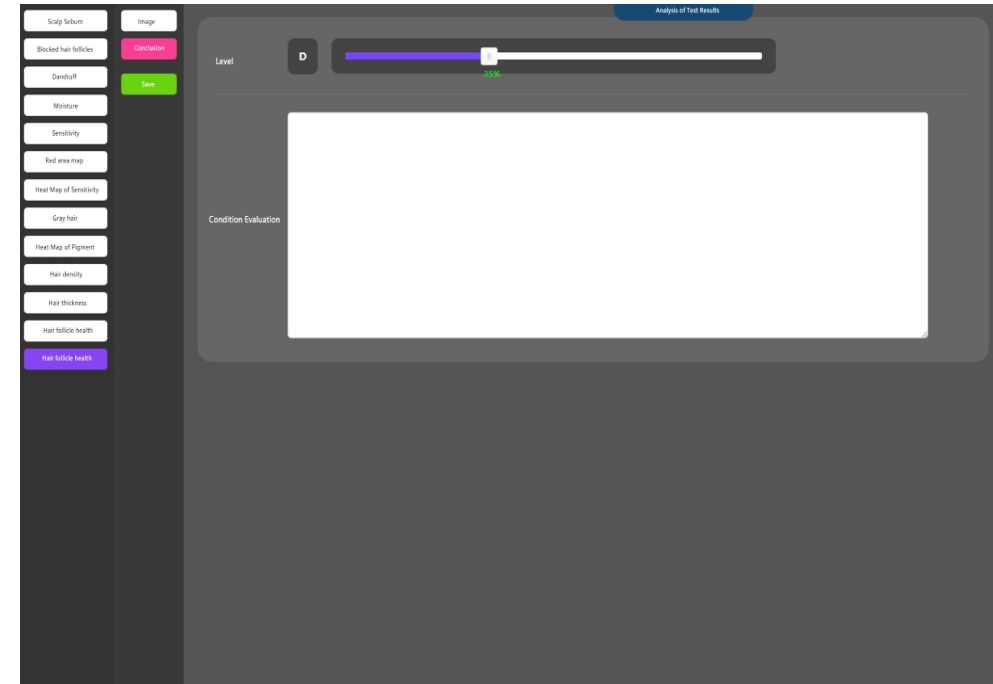 Scalp Sebum
Blocked hair follicles
Dandruff
Moisture
Sensitivity
Red area map
Heat Map of Sensitivity
Gray hair
Heat Map of Pigment
Hair density
Hair thickness
Hair follicle health
Hair follicle health
Image
Conclusion
Save
Analysis of Test Results
Level
D
35%
Condition Evaluation